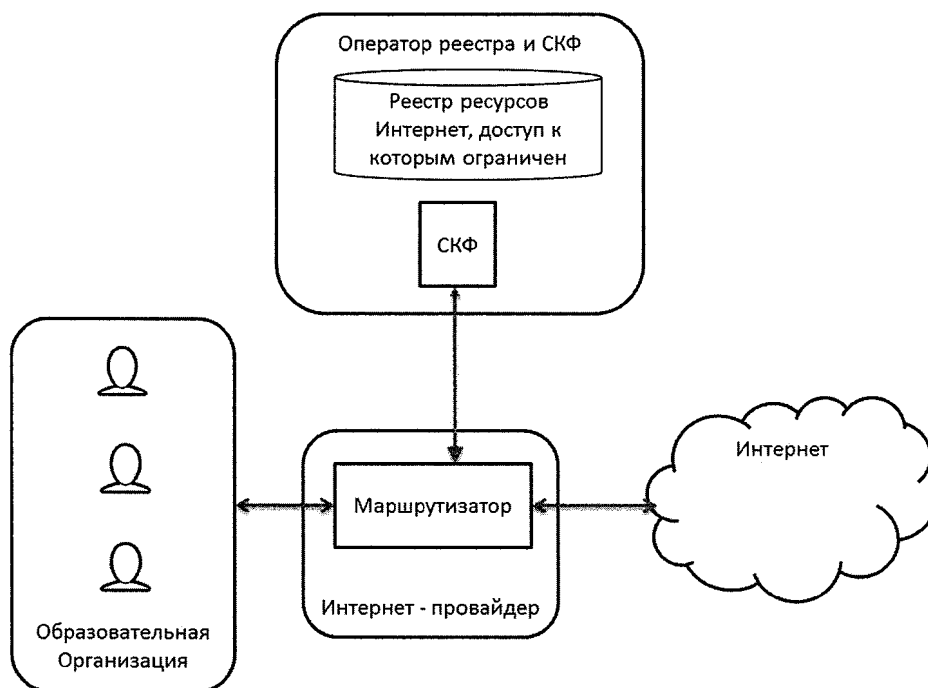 Оператор реестра и СКФ
Реестр ресурсов
Интернет, доступ к
которым ограничен
СКФ
Интернет
Маршрутизатор
Интернет - провайдер
Образовательная
Организация